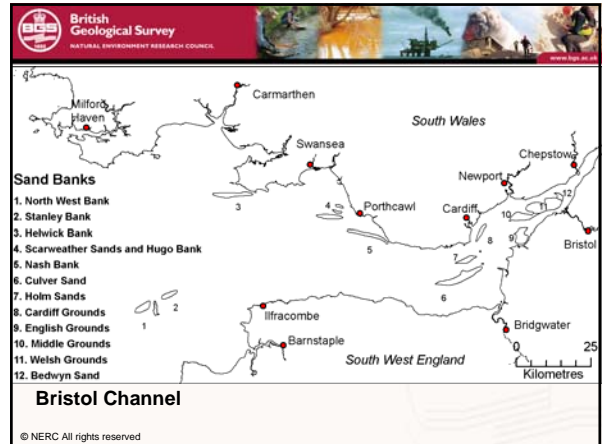 British
Geological Survey
NATURAL ENVIRONMENT RESEARCH COUNCIL
BGS
1835
www.bgs.ac.uk
Carmarthen
Milford
Haven
South Wales
Swansea
Chepstow
Newport
Sand Banks
1. North West Bank
2. Stanley Bank
3. Helwick Bank
4. Scarweather Sands and Hugo Bank
5. Nash Bank
6. Culver Sand
7. Holm Sands
8. Cardiff Grounds
9. English Grounds
10. Middle Grounds
11. Welsh Grounds
12. Bedwyn Sand
12
3
4
Porthcawl
Cardiff
10
11
5
8
9
Bristol
7
6
2
1
Ilfracombe
Barnstaple
Bridgwater
South West England
0 25
Kilometres
Bristol Channel
© NERC All rights reserved